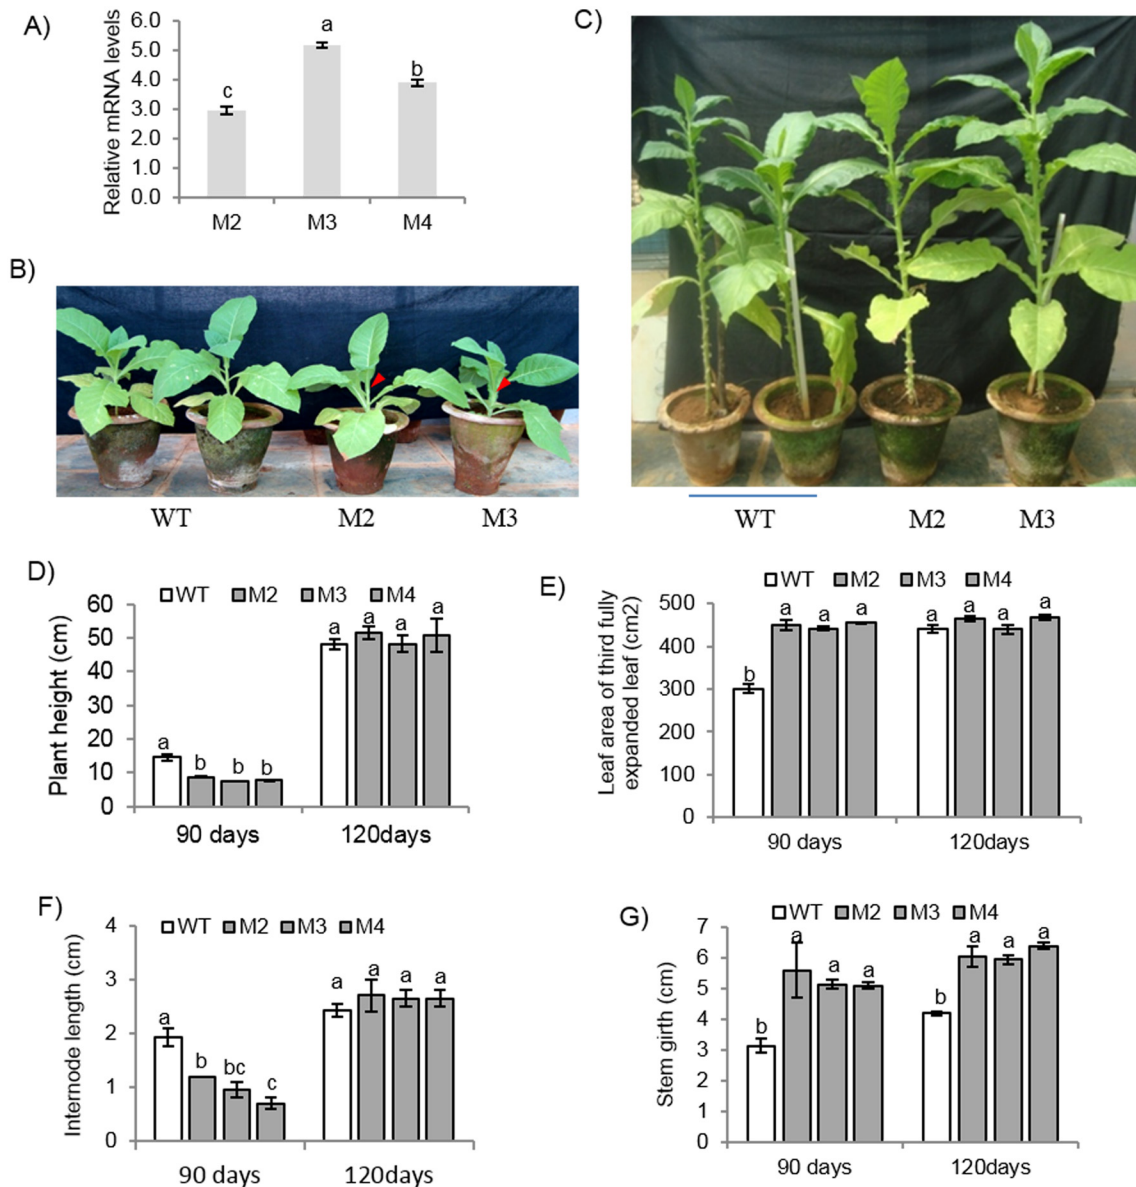 A)
Relative mRNA levels
6.0
5.0
4.0
3.0
2.0
1.0
0.0
c
a
b
M2 M3 M4
B)
WT M2 M3
C)
WT M2 M3
D)
WT M2 M3 M4
Plant height (cm)
60
50
40
30
20
10
0
a b b b a a a a
90 days 120days
E)
WT M2 M3 M4
Leaf area of third fully
expanded leaf (cm2)
500
400
300
200
100
0
b a a a a a a a
90 days 120days
F)
WT M2 M3 M4
Internode length (cm)
4
3
2
1
0
a b bc c a a a a
90 days 120days
G)
WT M2 M3 M4
Stem girth (cm)
7
6
5
4
3
2
1
0
b a a a b a a a
90 days 120days